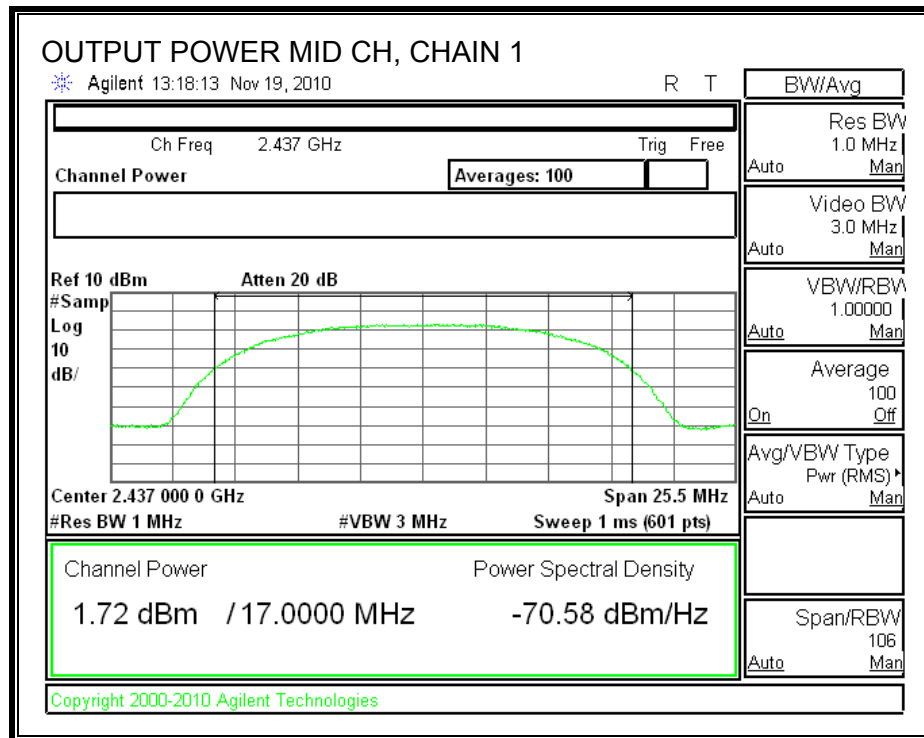 OUTPUT POWER MID CH, CHAIN 1
Agilent 13:18:13 Nov 19, 2010 R T
Ch Freq 2.437 GHz Trig Free
Channel Power Averages: 100
Ref 10 dBm Atten 20 dB
#Samp
Log
10
dB/
Center 2.437 000 0 GHz Span 25.5 MHz
#Res BW 1 MHz #VBW 3 MHz Sweep 1 ms (601 pts)
Channel Power Power Spectral Density
1.72 dBm / 17.0000 MHz -70.58 dBm/Hz
Copyright 2000-2010 Agilent Technologies
BW/Avg
Res BW
1.0 MHz
Auto Man
Video BW
3.0 MHz
Auto Man
VBW/RBW
1.00000
Auto Man
Average
100
On Off
Avg/VBW Type
Pwr (RMS)
Auto Man
Span/RBW
106
Auto Man